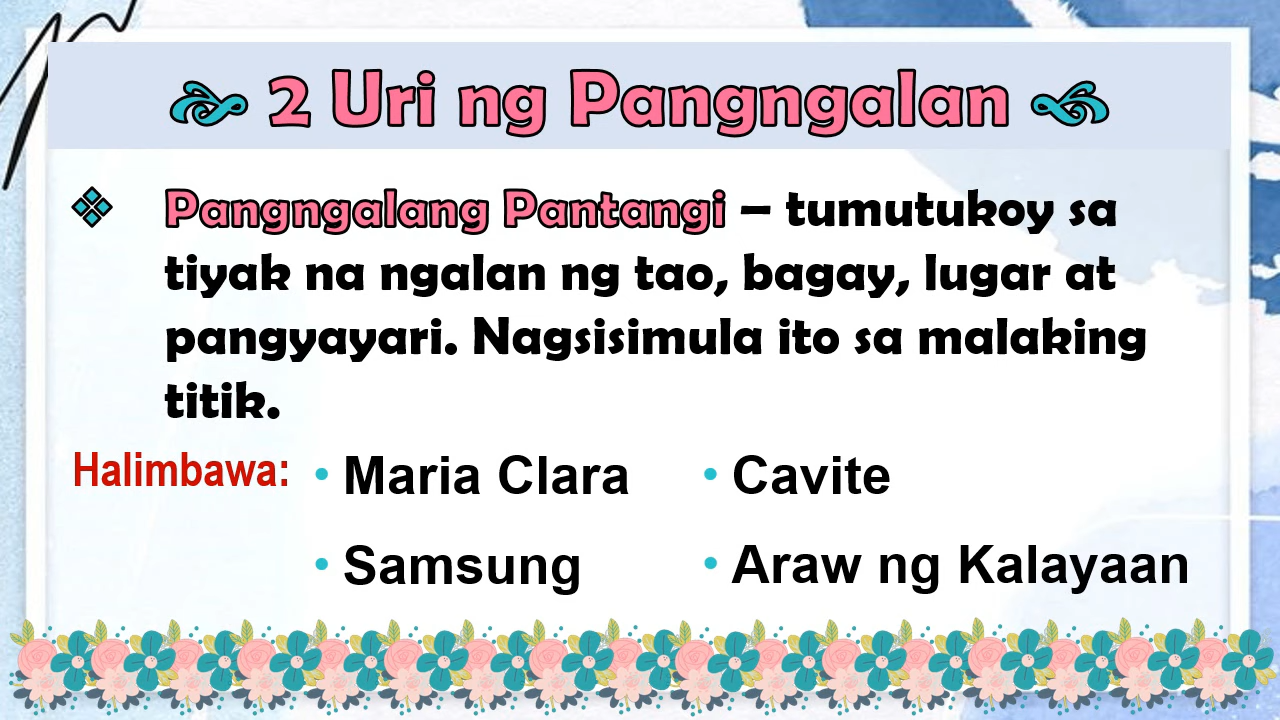 2 Uri ng Pangngalan
❖ Pangngalang Pantangi – tumutukoy sa
tiyak na ngalan ng tao, bagay, lugar at
pangyayari. Nagsisimula ito sa malaking
titik.
Halimbawa: • Maria Clara • Cavite
• Samsung • Araw ng Kalayaan